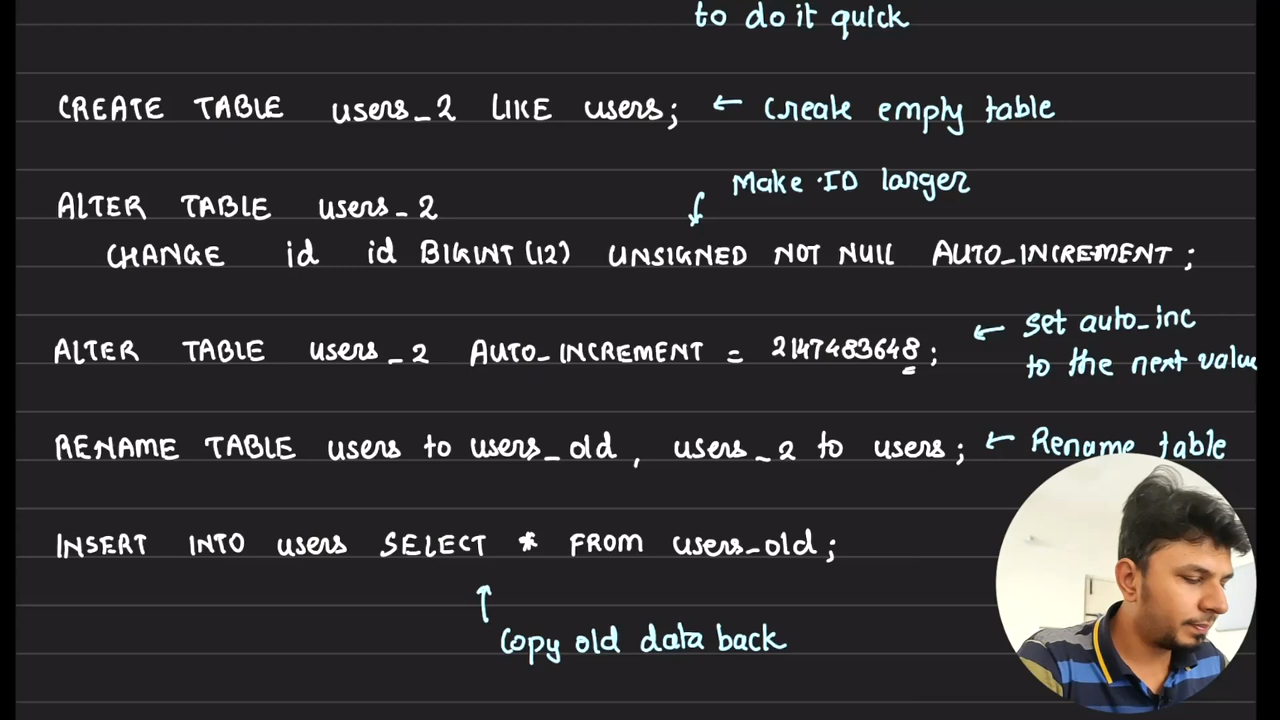 to do it quick
CREATE TABLE users_2 LIKE users; ← Create empty table
Make ID larger
ALTER TABLE users_2
CHANGE id id BIGINT (12) UNSIGNED NOT NULL AUTO_INCREMENT;
ALTER TABLE users_2 AUTO_INCREMENT = 2147483648; ← set auto_inc
to the next value
RENAME TABLE users to users_old, users_2 to users; ← Rename table
INSERT INTO users SELECT * FROM users_old;
Copy old data back